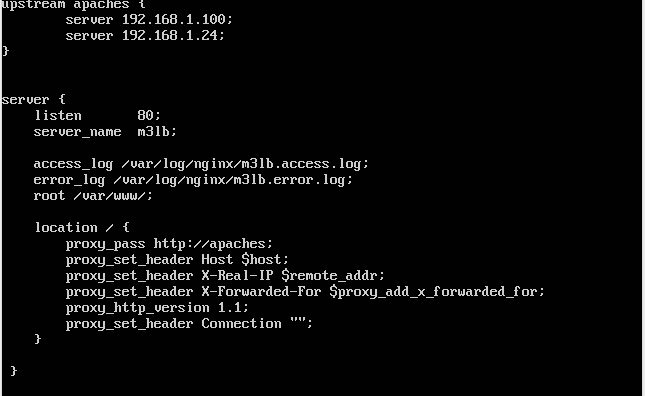 upstream apaches {
        server 192.168.1.100;
        server 192.168.1.24;
}
server {
    listen       80;
    server_name  m3lb;
    access_log /var/log/nginx/m3lb.access.log;
    error_log /var/log/nginx/m3lb.error.log;
    root /var/www/;
    location / {
        proxy_pass http://apaches;
        proxy_set_header Host $host;
        proxy_set_header X-Real-IP $remote_addr;
        proxy_set_header X-Forwarded-For $proxy_add_x_forwarded_for;
        proxy_http_version 1.1;
        proxy_set_header Connection "";
    }
 }